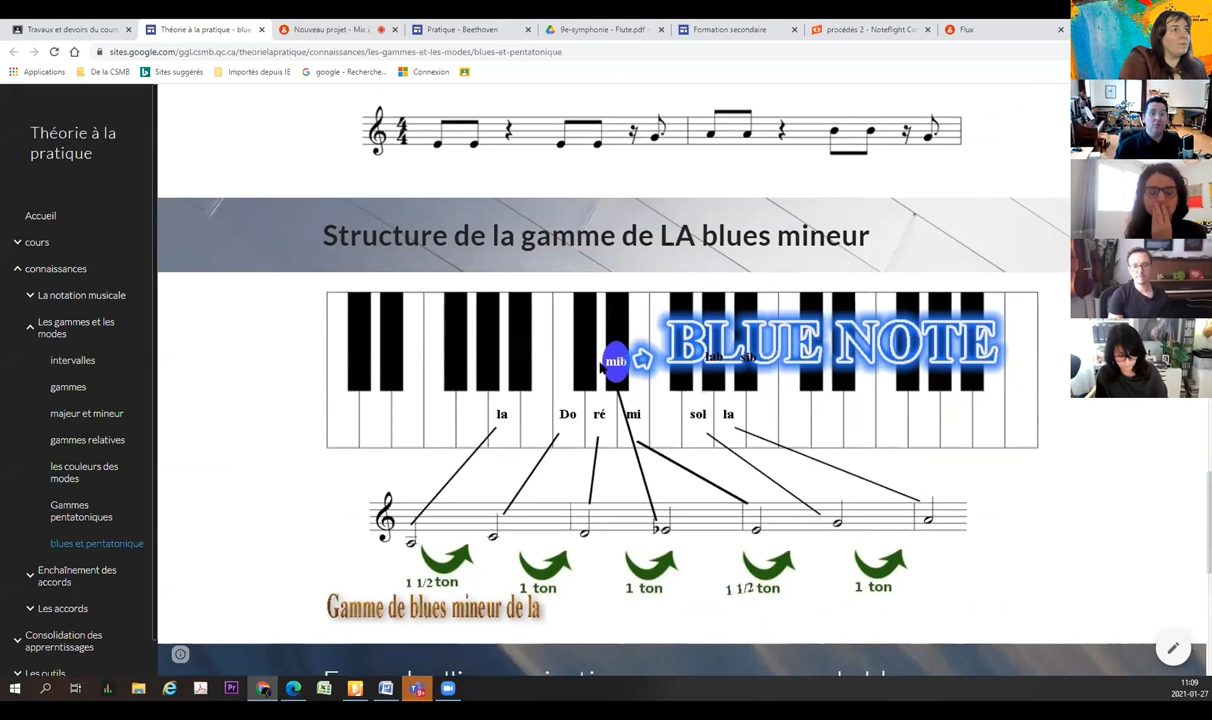 Travaux et devoirs du cours
Théorie à la pratique - blue
Nouveau projet - Mix i
Pratique - Beethoven
9e-symphonie - Flute.pdf
Formation secondaire
procédés 2 - Noteflight Co
Flux
sites.google.com/ggl.csmb.qc.ca/theorielapratique/connaissances/les-gammes-et-les-modes/blues-et-pentatonique
Applications
De la CSMB
Sites suggérés
Importés depuis IE
google - Recherche...
Connexion
Théorie à la
pratique
Accueil
cours
connaissances
La notation musicale
Les gammes et les
modes
intervalles
gammes
majeur et mineur
gammes relatives
les couleurs des
modes
Gammes
pentatoniques
blues et pentatonique
Enchaînement des
accords
Les accords
Consolidation des
apprerntissages
Les outils
Structure de la gamme de LA blues mineur
mib
BLUE NOTE
lab sib
la Do ré mi sol la
1 1/2 ton
1 ton
1 ton
1 1/2 ton
1 ton
Gamme de blues mineur de la
11:09
2021-01-27